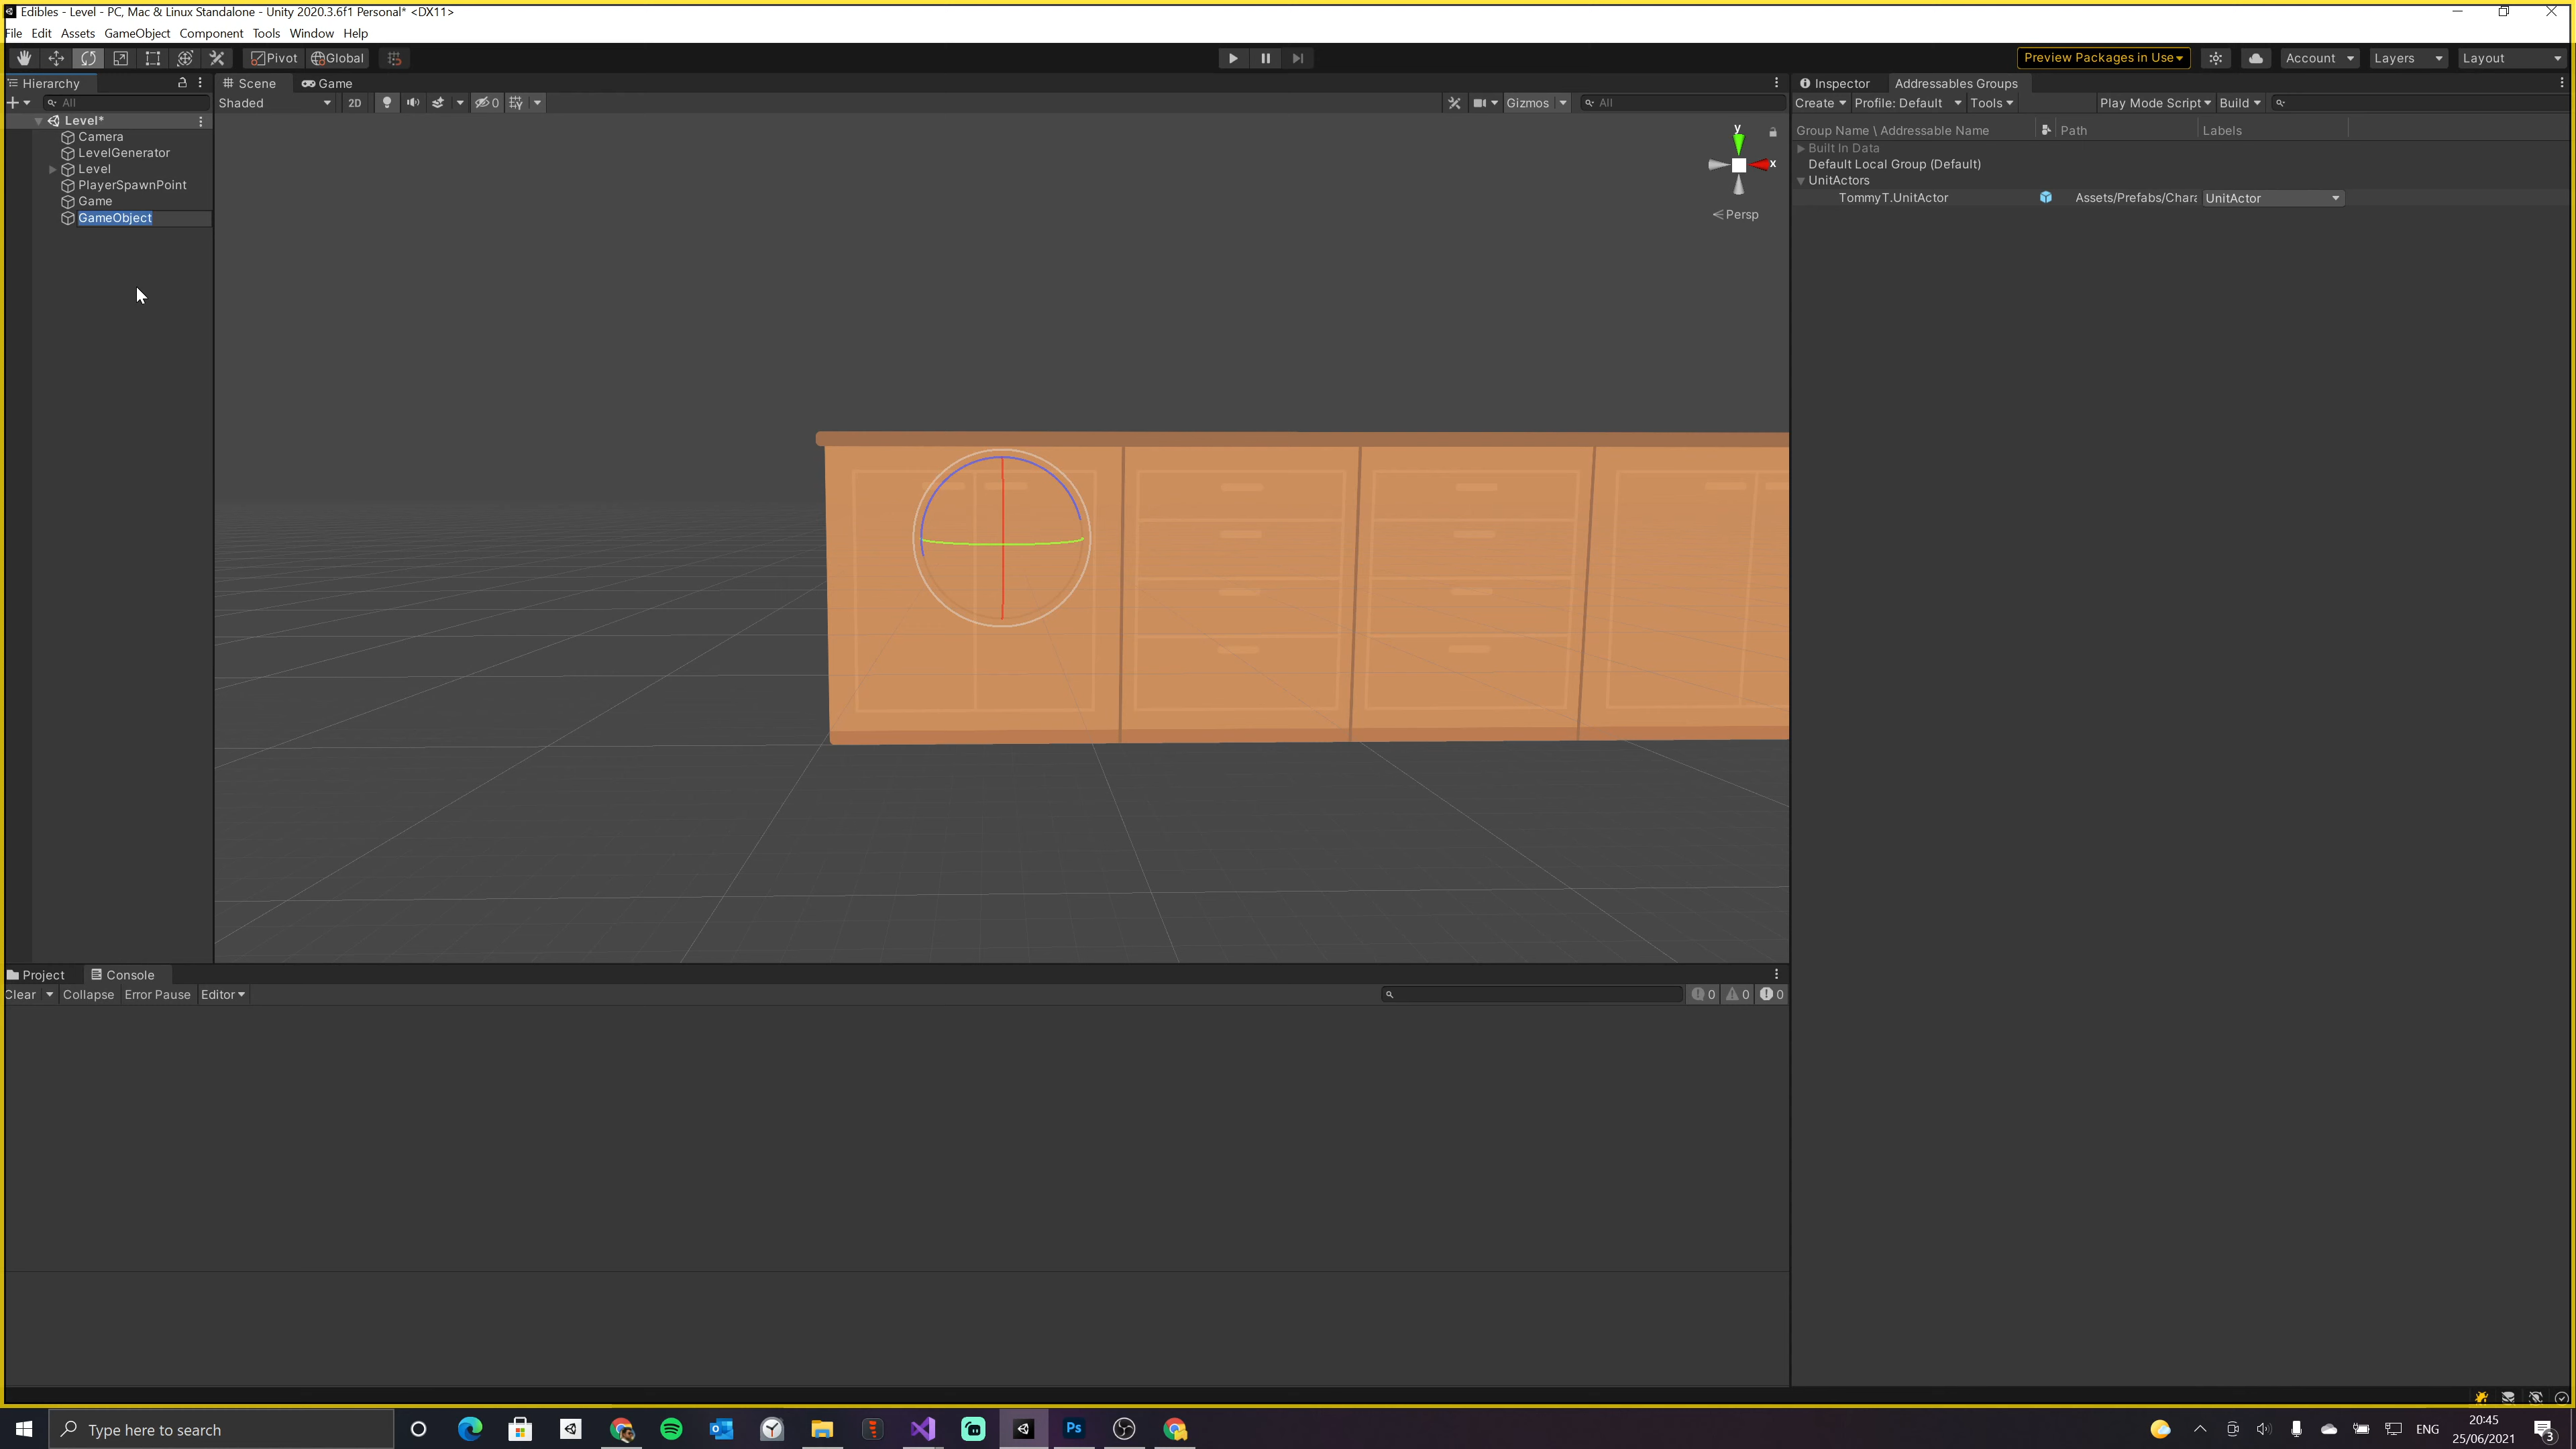 Edibles - Level - PC, Mac & Linux Standalone - Unity 2020.3.6f1 Personal* <DX11>
File Edit Assets GameObject Component Tools Window Help
Pivot Global Preview Packages in Use Account Layers Layout
Hierarchy Scene Game Inspector Addressables Groups
All Shaded 2D 0 Gizmos All Create Profile: Default Tools Play Mode Script Build
Level*
Camera
LevelGenerator
Level
PlayerSpawnPoint
Game
GameObject
y
x
Persp
Group Name \ Addressable Name Path Labels
Built In Data
Default Local Group (Default)
UnitActors
TommyT.UnitActor Assets/Prefabs/Chara UnitActor
Project Console
Clear Collapse Error Pause Editor 0 0 0
Type here to search
Ps
ENG
20:45
25/06/2021
3